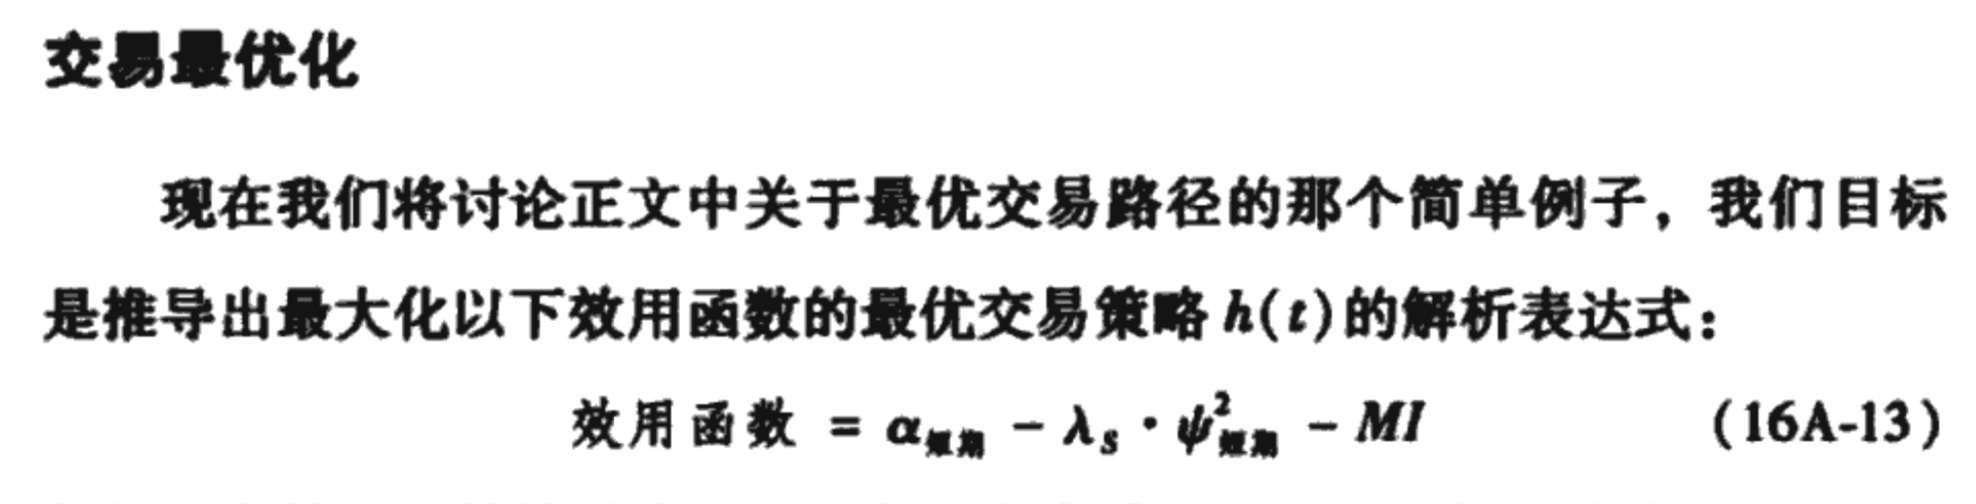 交易最优化
现在我们将讨论正文中关于最优交易路径的那个简单例子，我们目标
是推导出最大化以下效用函数的最优交易策略 h(t)的解析表达式：
效用函数 = α短期 − λS · ψ²短期 − MI （16A-13）